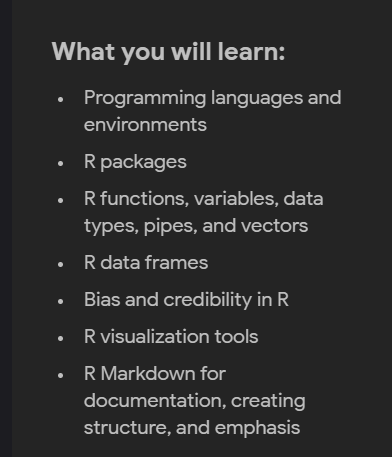 What you will learn:
• Programming languages and
environments
• R packages
• R functions, variables, data
types, pipes, and vectors
• R data frames
• Bias and credibility in R
• R visualization tools
• R Markdown for
documentation, creating
structure, and emphasis